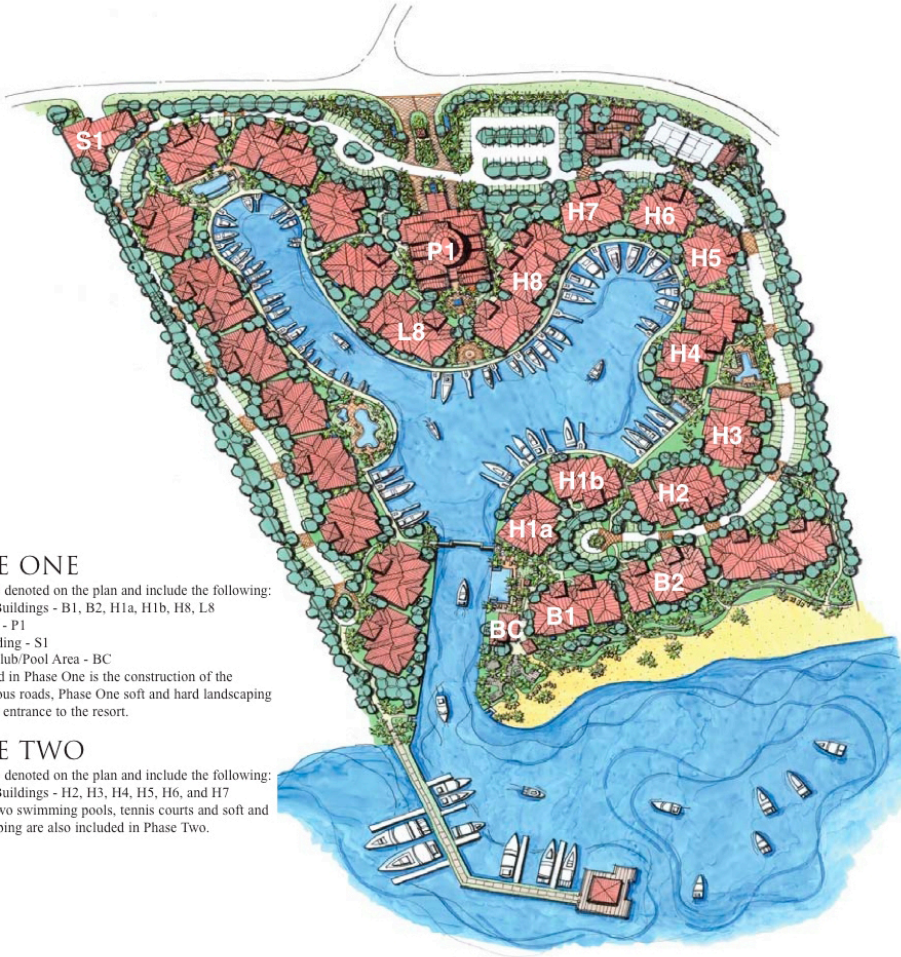 S1
H7
H6
P1
H5
H8
L8
H4
H3
H1b
H2
H1a
B2
B1
BC
E ONE
denoted on the plan and include the following:
Buildings - B1, B2, H1a, H1b, H8, L8
- P1
ding - S1
lub/Pool Area - BC
d in Phase One is the construction of the
ous roads, Phase One soft and hard landscaping
entrance to the resort.
E TWO
denoted on the plan and include the following:
Buildings - H2, H3, H4, H5, H6, and H7
wo swimming pools, tennis courts and soft and
ping are also included in Phase Two.